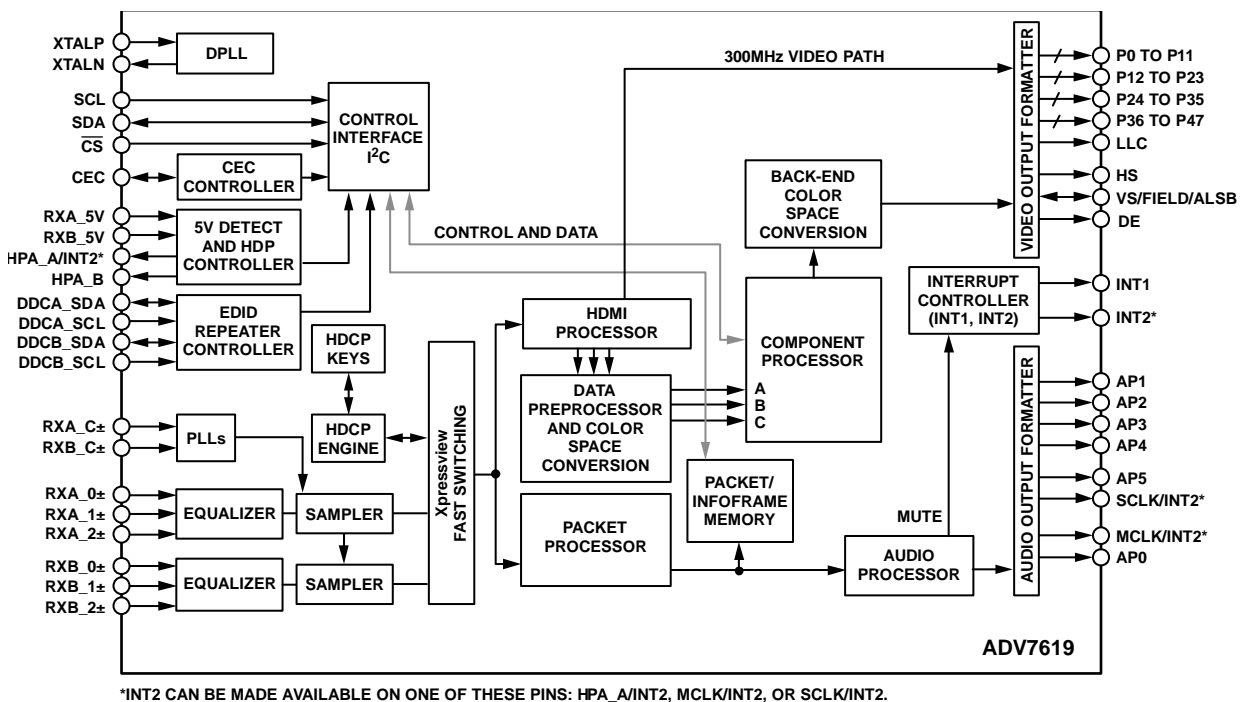 XTALP
XTALN
DPLL
SCL
SDA
CS
CEC
CEC
CONTROLLER
CONTROL
INTERFACE
I²C
RXA_5V
RXB_5V
HPA_A/INT2*
HPA_B
5V DETECT
AND HDP
CONTROLLER
DDCA_SDA
DDCA_SCL
DDCB_SDA
DDCB_SCL
EDID
REPEATER
CONTROLLER
HDCP
KEYS
HDCP
ENGINE
RXA_C±
RXB_C±
PLLs
RXA_0±
RXA_1±
RXA_2±
EQUALIZER
SAMPLER
RXB_0±
RXB_1±
RXB_2±
EQUALIZER
SAMPLER
Xpressview
FAST SWITCHING
CONTROL AND DATA
300MHz VIDEO PATH
HDMI
PROCESSOR
DATA
PREPROCESSOR
AND COLOR
SPACE
CONVERSION
PACKET
PROCESSOR
A
B
C
COMPONENT
PROCESSOR
BACK-END
COLOR
SPACE
CONVERSION
PACKET/
INFOFRAME
MEMORY
MUTE
AUDIO
PROCESSOR
INTERRUPT
CONTROLLER
(INT1, INT2)
VIDEO OUTPUT FORMATTER
AUDIO OUTPUT FORMATTER
P0 TO P11
P12 TO P23
P24 TO P35
P36 TO P47
LLC
HS
VS/FIELD/ALSB
DE
INT1
INT2*
AP1
AP2
AP3
AP4
AP5
SCLK/INT2*
MCLK/INT2*
AP0
ADV7619
*INT2 CAN BE MADE AVAILABLE ON ONE OF THESE PINS: HPA_A/INT2, MCLK/INT2, OR SCLK/INT2.